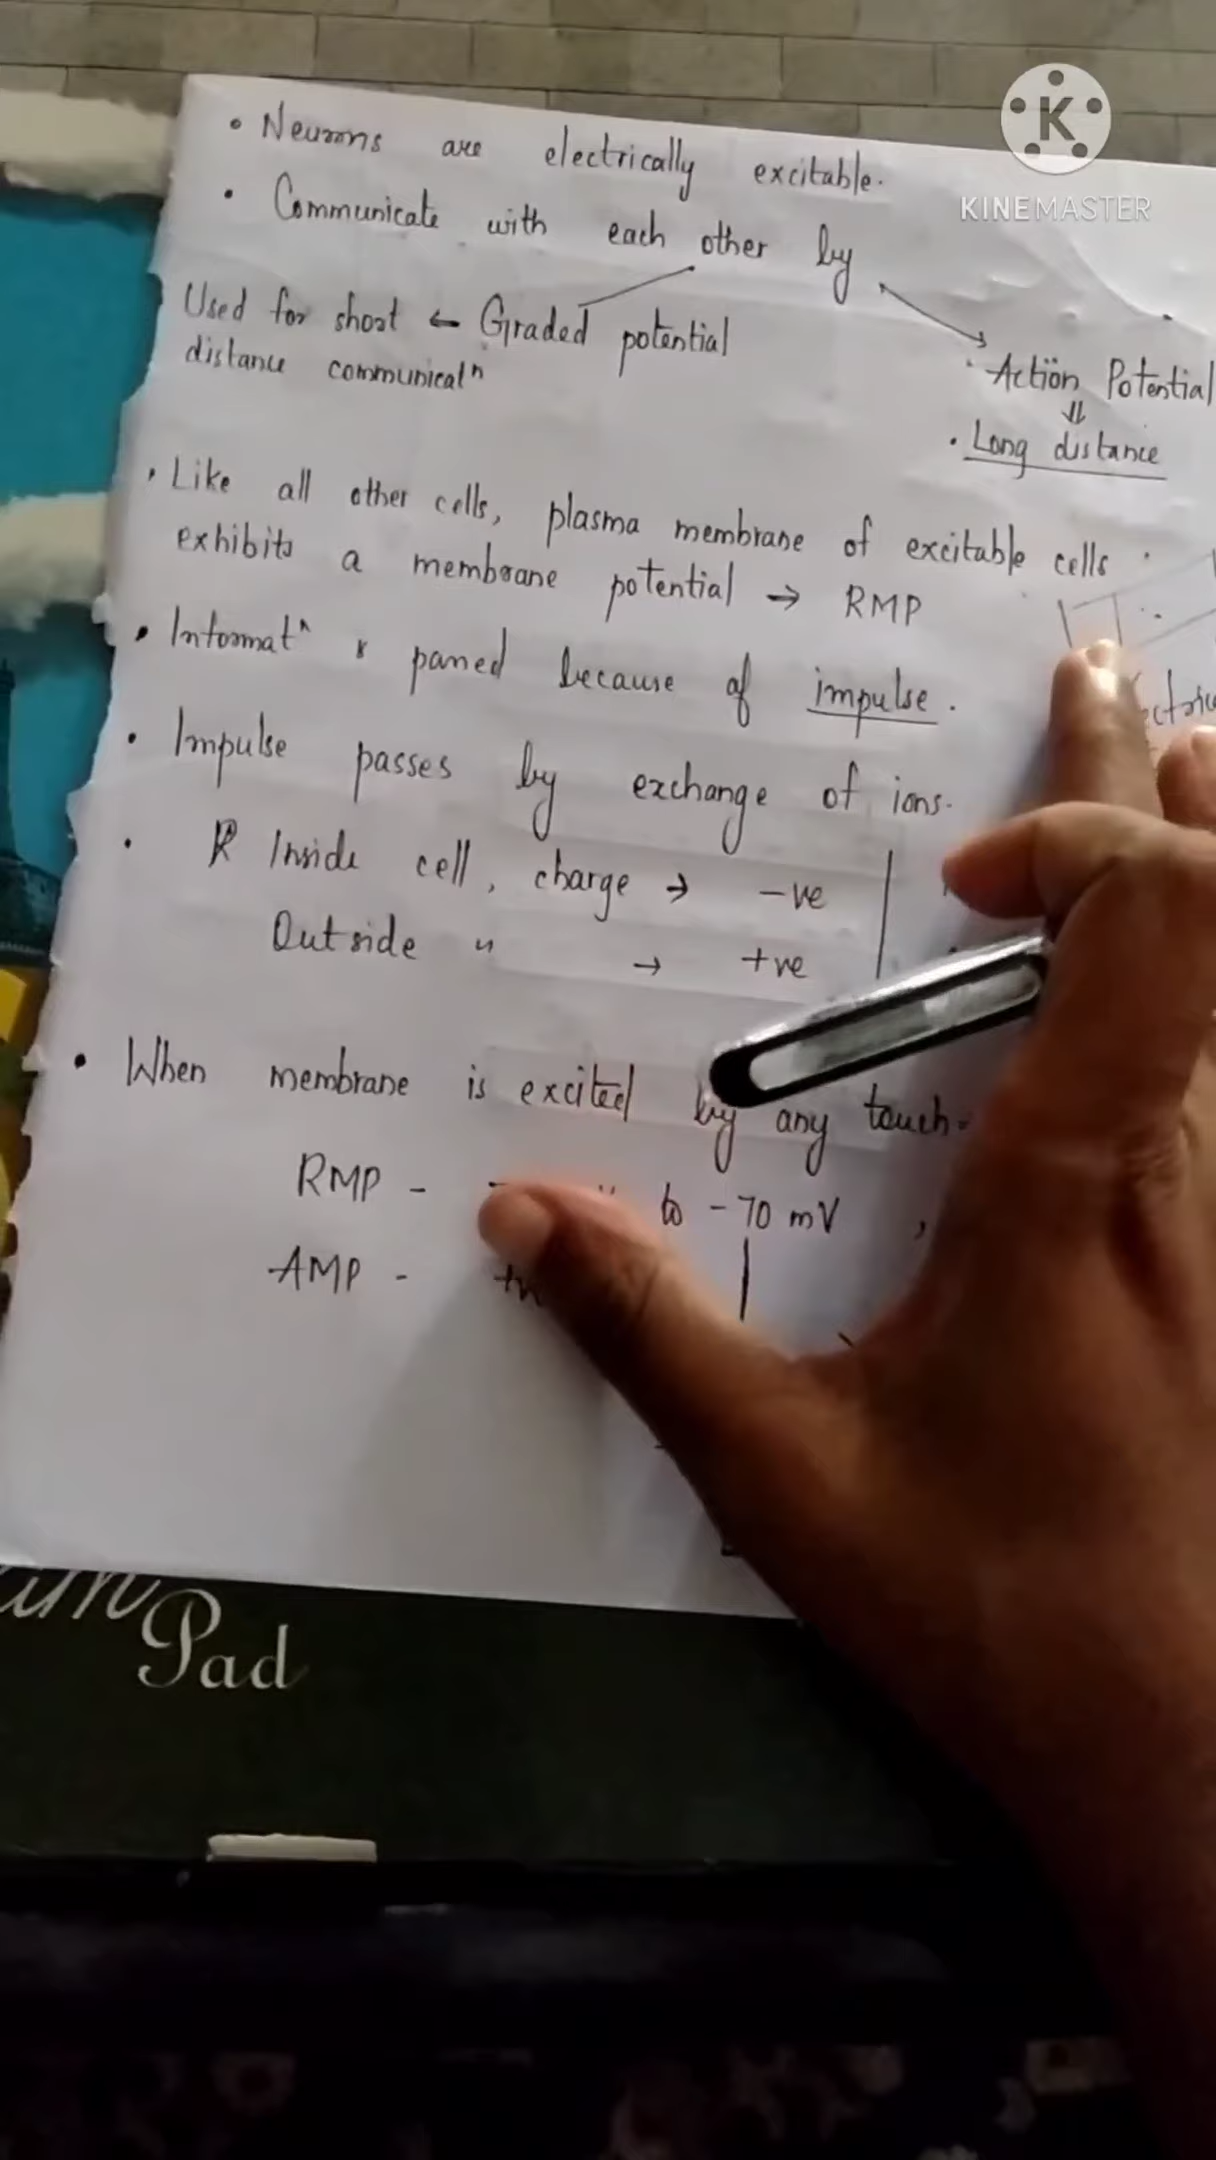 KINEMASTER
• Neurons are electrically excitable.
• Communicate with each other by
Used for short ← Graded potential
distance communicatⁿ
Action Potential
⇓
• Long distance
• Like all other cells, plasma membrane of excitable cells
exhibits a membrane potential → RMP
• Informatⁿ is passed because of impulse.
• Impulse passes by exchange of ions.
• Inside cell, charge → -ve
Outside " → +ve
• When membrane is excited by any touch
RMP - to -70 mV,
AMP -
Pad